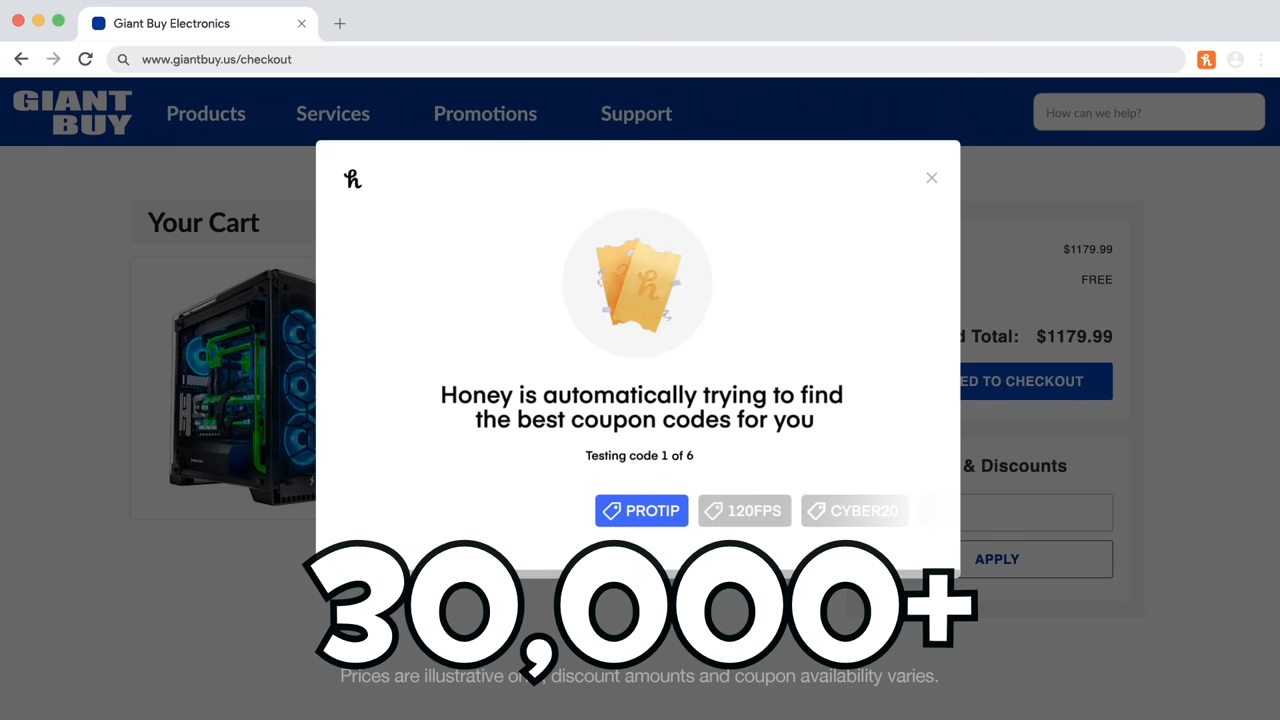 Giant Buy Electronics
www.giantbuy.us/checkout
GIANT
BUY
Products
Services
Promotions
Support
How can we help?
Your Cart
$1179.99
FREE
Total: $1179.99
TO CHECKOUT
& Discounts
APPLY
h
Honey is automatically trying to find
the best coupon codes for you
Testing code 1 of 6
PROTIP
120FPS
CYBER20
30,000+
Prices are illustrative discount amounts and coupon availability varies.